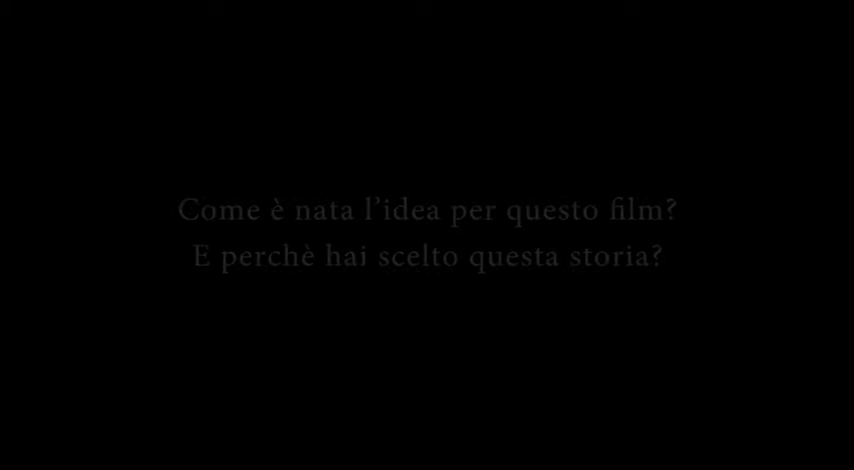 Come è nata l’idea per questo film?
E perchè hai scelto questa storia?